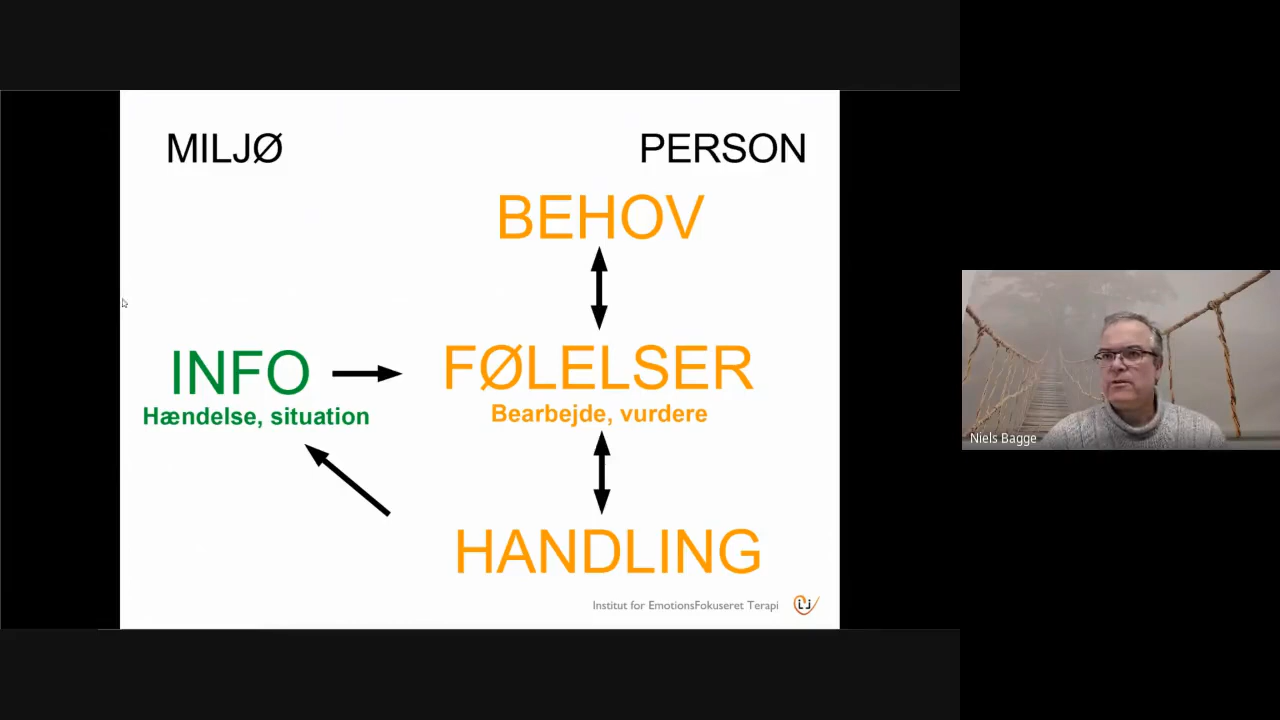 MILJØ
PERSON
BEHOV
INFO
FØLELSER
Hændelse, situation
Bearbejde, vurdere
HANDLING
Institut for EmotionsFokuseret Terapi
Niels Bagge